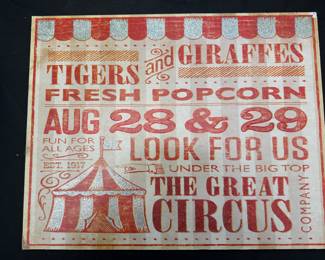 TIGERS and GIRAFFES
FRESH POPCORN
AUG 28 & 29
FUN FOR ALL AGES
LOOK FOR US
EST. 1917
UNDER THE BIG TOP
THE GREAT
CIRCUS
COMPANY